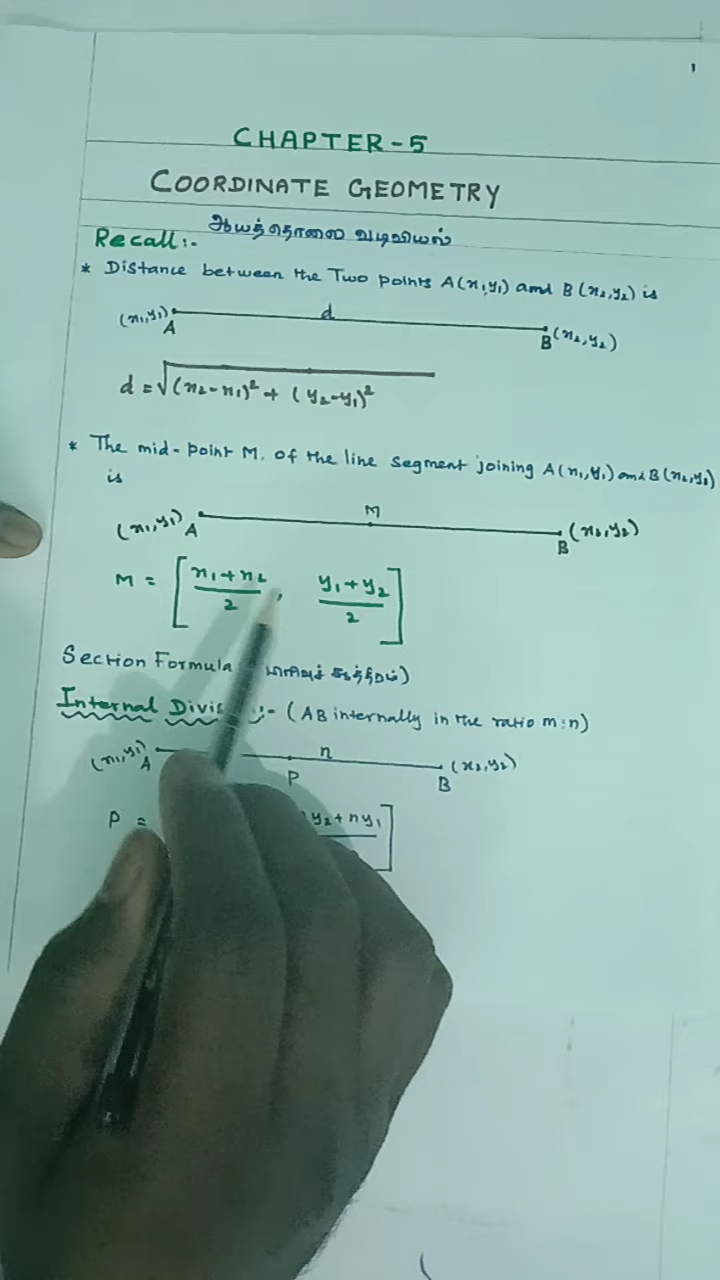 1
CHAPTER-5
COORDINATE GEOMETRY
ஆயத்தொலை வடிவியல்
Recall:-
* Distance between the Two points A(x₁,y₁) and B(x₂,y₂) is
(x₁,y₁) A d B (x₂,y₂)
d = √(x₂-x₁)² + (y₂-y₁)²
* The mid-point M, of the line segment joining A(x₁,y₁) and B(x₂,y₂)
is
(x₁,y₁) A M B (x₂,y₂)
M = [x₁+x₂/2, y₁+y₂/2]
Section Formula சூத்திரம்)
Internal :- (AB internally in the ratio m:n)
(x₁,y₁) A P n B (x₂,y₂)
P = y₂+ny₁]